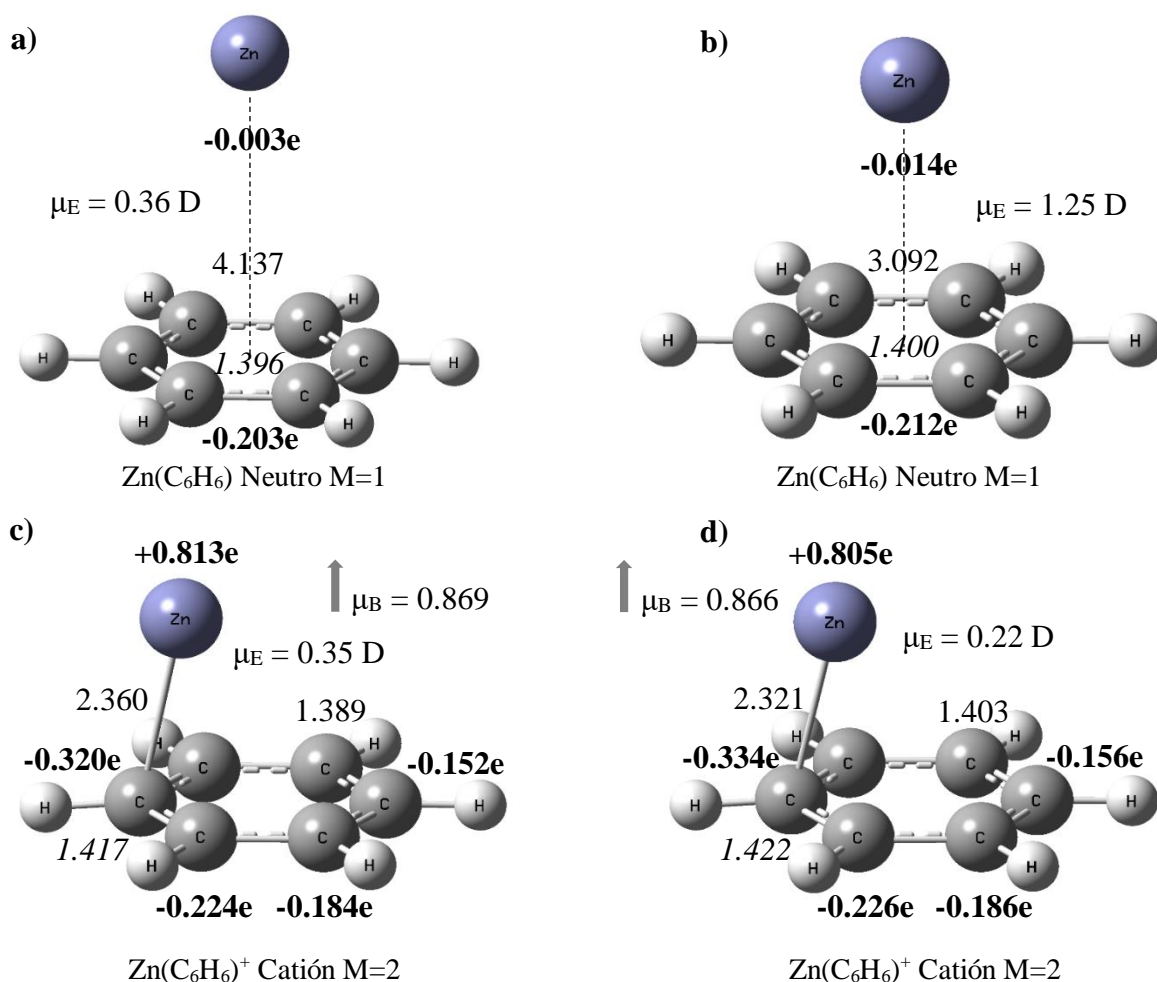 a)
Zn
-0.003e
μE = 0.36 D
4.137
H H
C C
H C 1.396 C H
C C
H H
-0.203e
Zn(C6H6) Neutro M=1
b)
Zn
-0.014e
μE = 1.25 D
3.092
H H
C C
H C 1.400 C H
C C
H H
-0.212e
Zn(C6H6) Neutro M=1
c)
+0.813e
Zn
μB = 0.869
μE = 0.35 D
2.360 1.389
H H
-0.320e -0.152e
C C
H C C H
1.417 C C
H H
-0.224e -0.184e
Zn(C6H6)+ Catión M=2
d)
+0.805e
μB = 0.866
Zn
μE = 0.22 D
2.321 1.403
H H
-0.334e -0.156e
C C
H C C H
1.422 C C
H H
-0.226e -0.186e
Zn(C6H6)+ Catión M=2